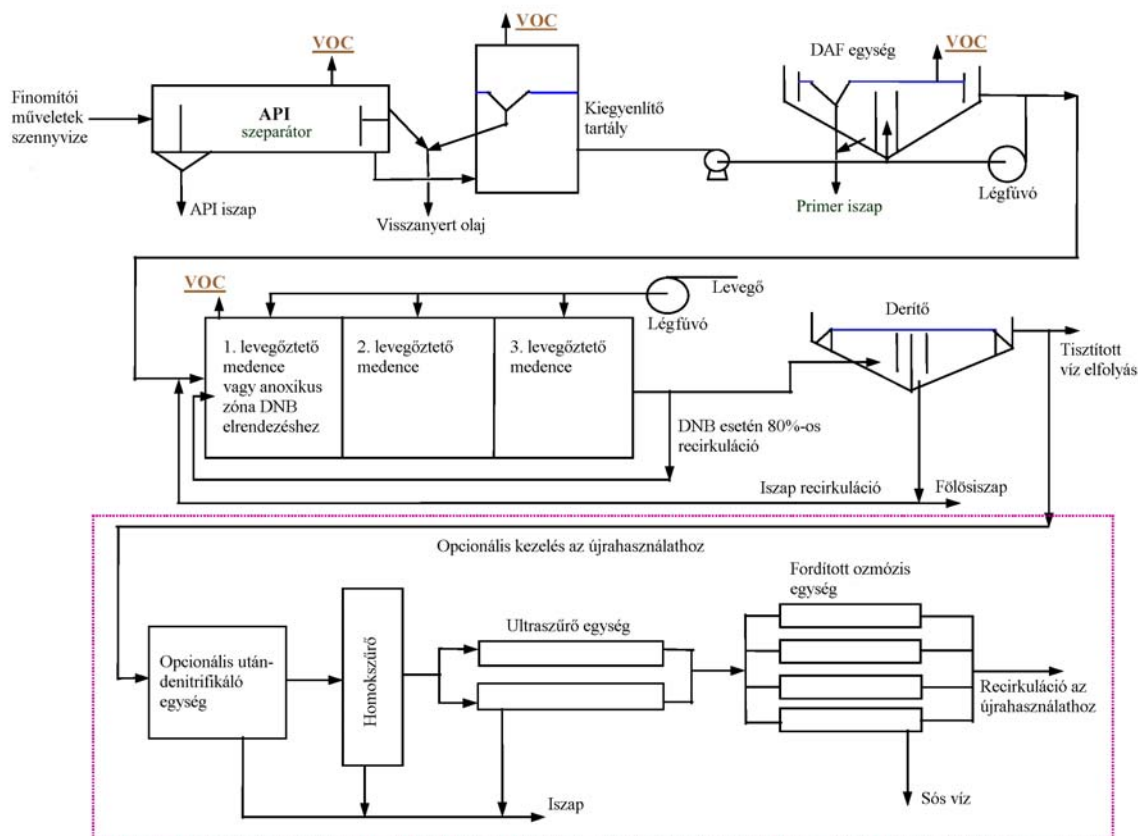 VOC
VOC
DAF egység
VOC
Finomítói
műveletek
szennyvize
API
szeparátor
Kiegyenlítő
tartály
API iszap
Visszanyert olaj
Primer iszap
Légfúvó
VOC
Levegő
Légfúvó
Derítő
1. levegőztető
medence
vagy anoxikus
zóna DNB
elrendezéshez
2. levegőztető
medence
3. levegőztető
medence
Tisztított
víz elfolyás
DNB esetén 80%-os
recirkuláció
Iszap recirkuláció
Fölösiszap
Opcionális kezelés az újrahasználathoz
Fordított ozmózis
egység
Ultraszűrő egység
Opcionális után-
denitrifikáló
egység
Homokszűrő
Recirkuláció az
újrahasználathoz
Iszap
Sós víz